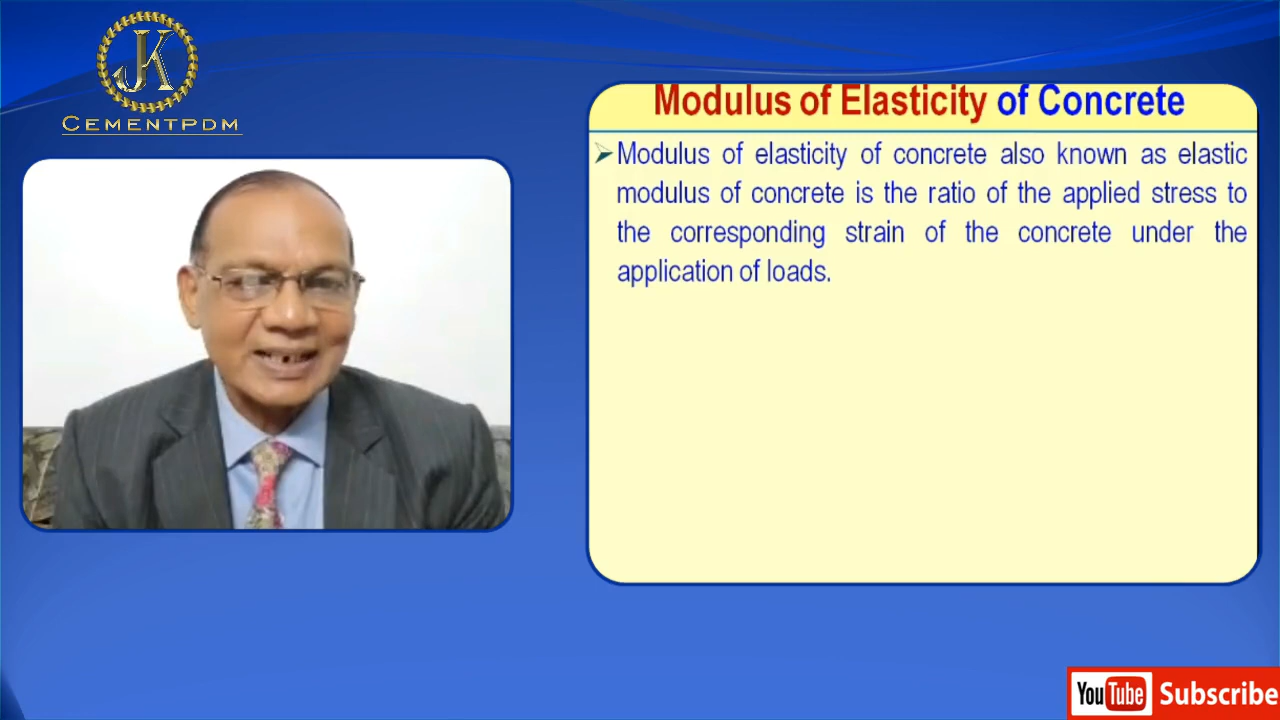 JK
CEMENTPDM
Modulus of Elasticity of Concrete
Modulus of elasticity of concrete also known as elastic
modulus of concrete is the ratio of the applied stress to
the corresponding strain of the concrete under the
application of loads.
YouTube Subscribe